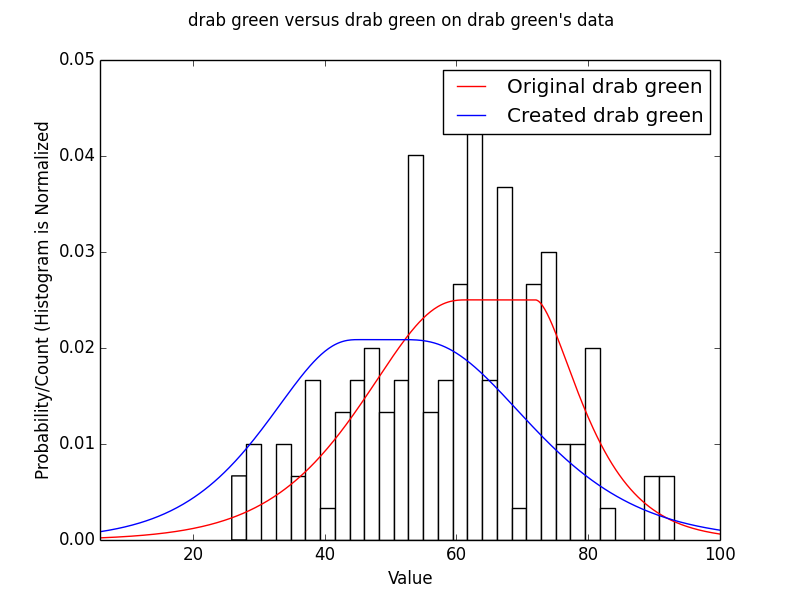 drab green versus drab green on drab green's data
0.05
Original drab green
Created drab green
0.04
0.03
0.02
0.01
0.00
Probability/Count (Histogram is Normalized
20
40
60
80
100
Value